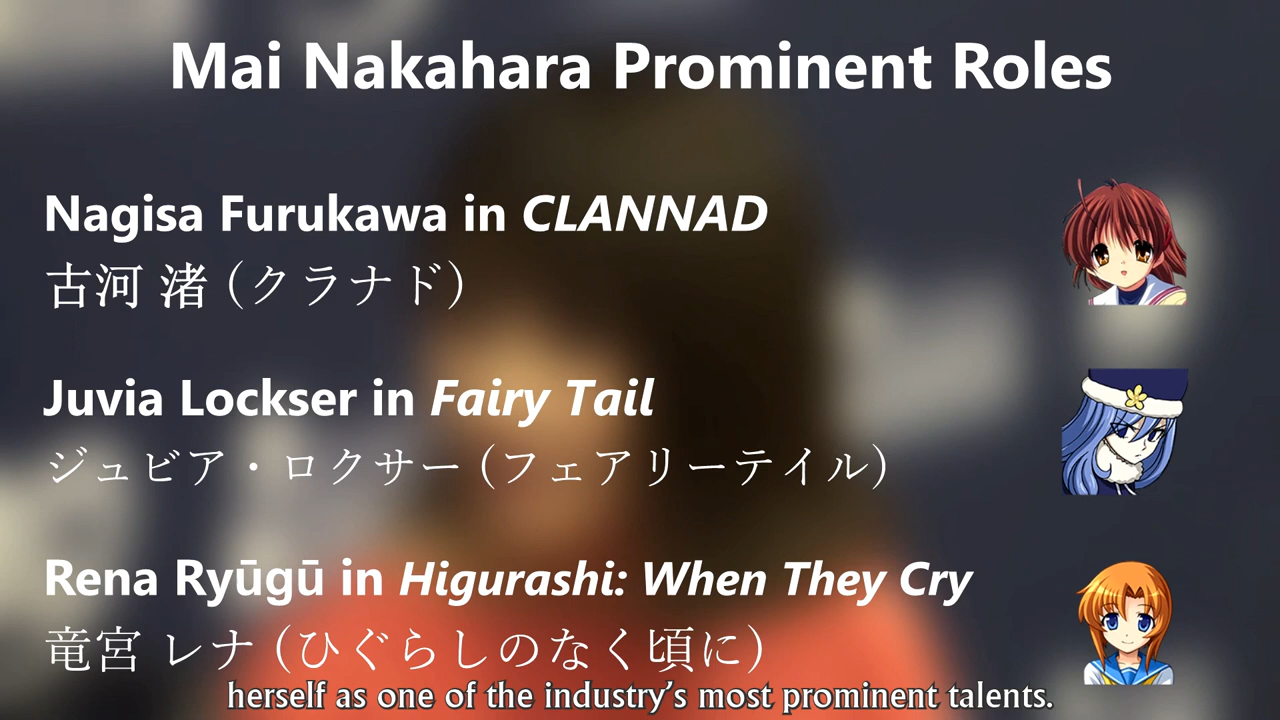 Mai Nakahara Prominent Roles
Nagisa Furukawa in CLANNAD
古河 渚 (クラナド)
Juvia Lockser in Fairy Tail
ジュビア・ロクサー (フェアリーテイル)
Rena Ryūgū in Higurashi: When They Cry
竜宮 レナ (ひぐらしのなく頃に)
herself as one of the industry's most prominent talents.